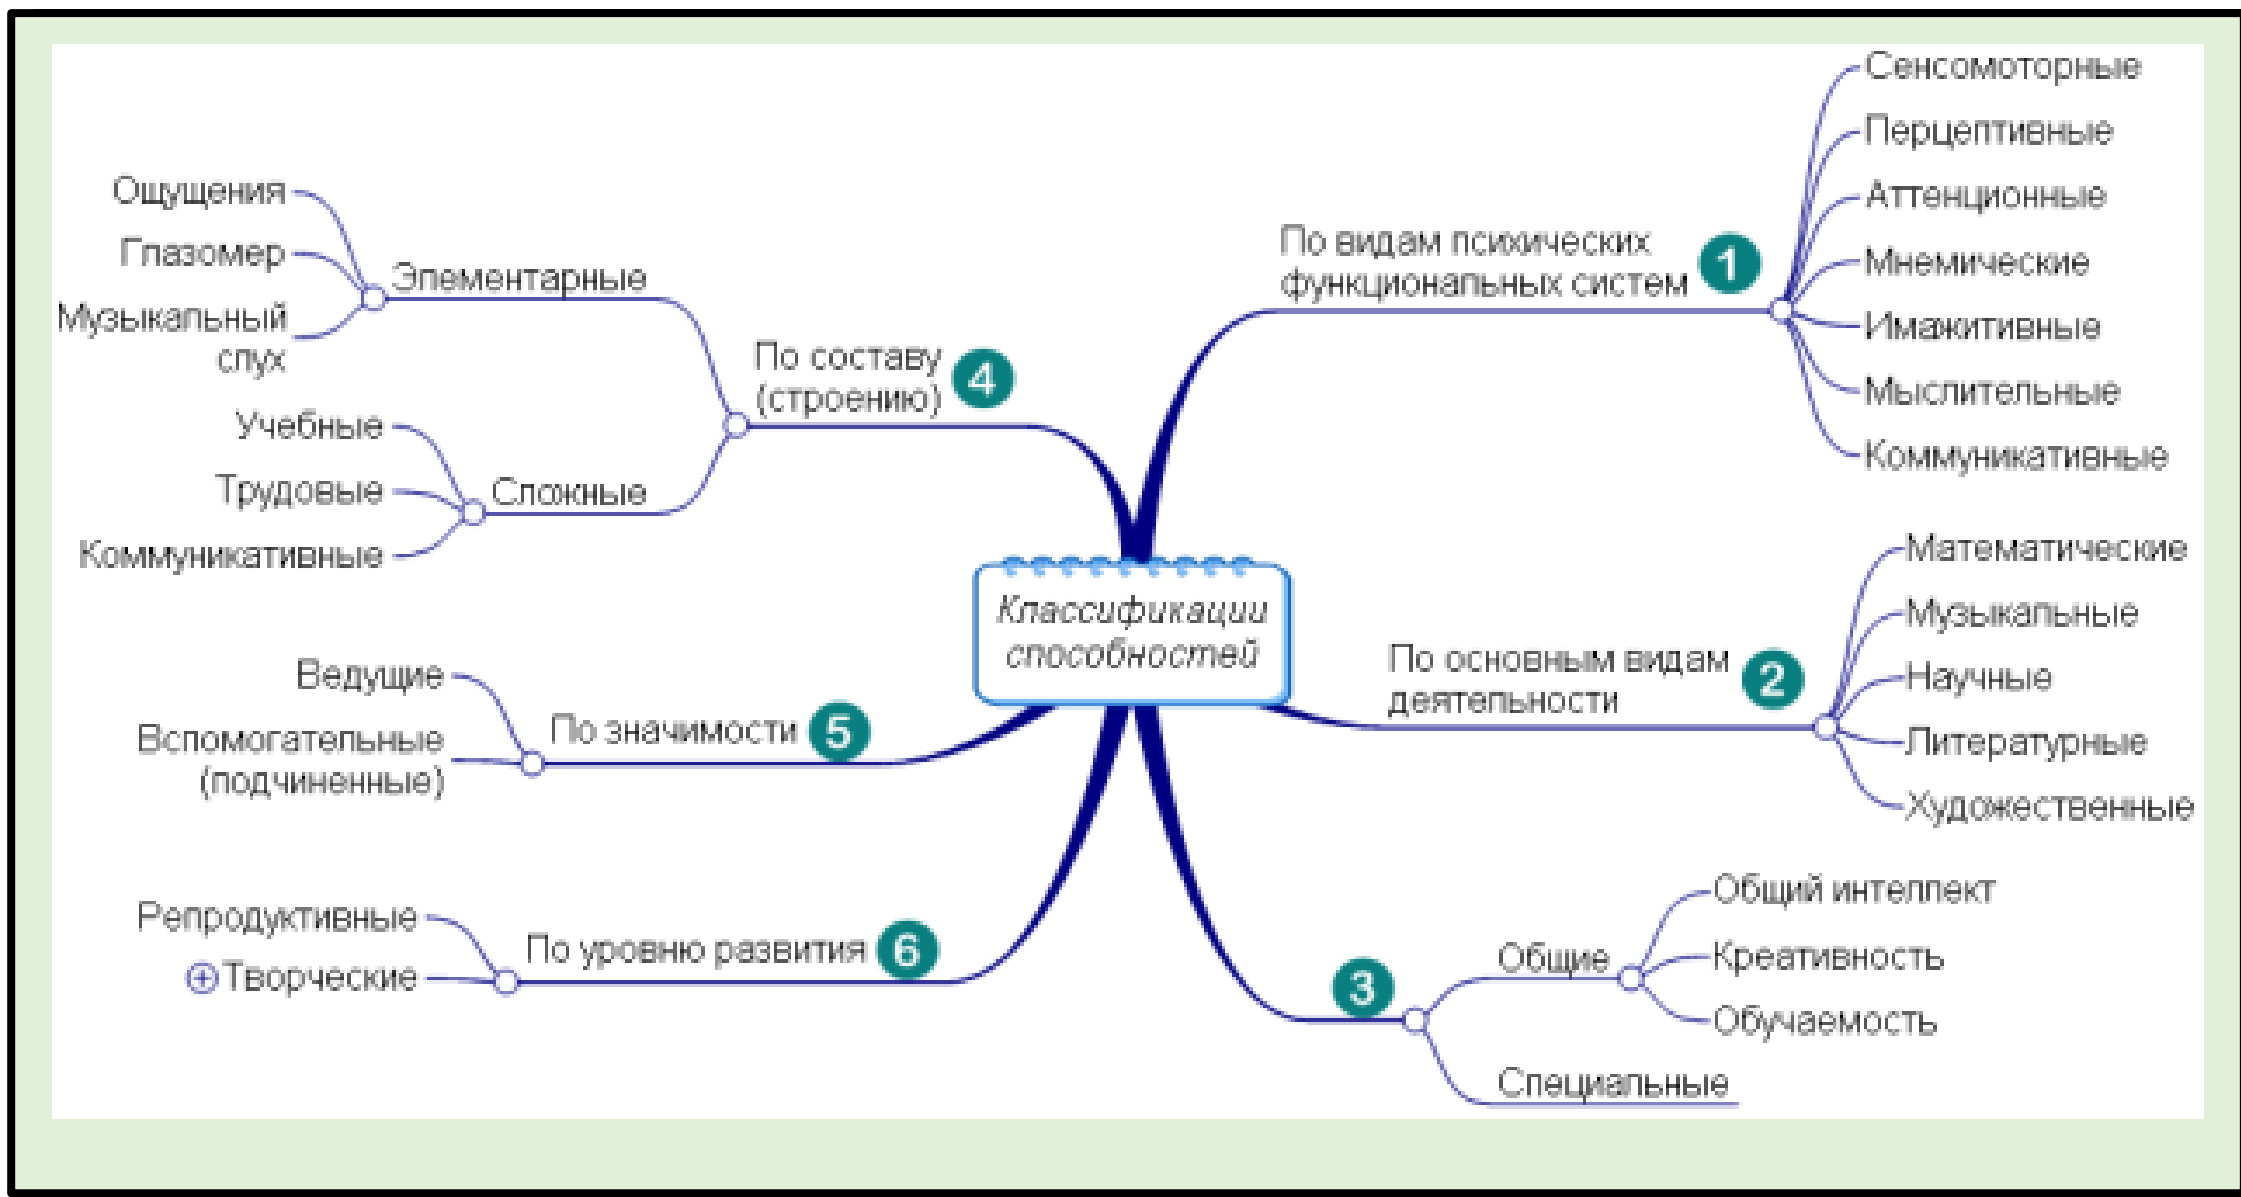 Классификации
способностей
По видам психических
функциональных систем
1
Сенсомоторные
Перцептивные
Аттенционные
Мнемические
Имажитивные
Мыслительные
Коммуникативные
По основным видам
деятельности
2
Математические
Музыкальные
Научные
Литературные
Художественные
3
Общие
Общий интеллект
Креативность
Обучаемость
Специальные
По составу
(строению)
4
Элементарные
Ощущения
Глазомер
Музыкальный
слух
Сложные
Учебные
Трудовые
Коммуникативные
По значимости
5
Ведущие
Вспомогательные
(подчиненные)
По уровню развития
6
Репродуктивные
Творческие